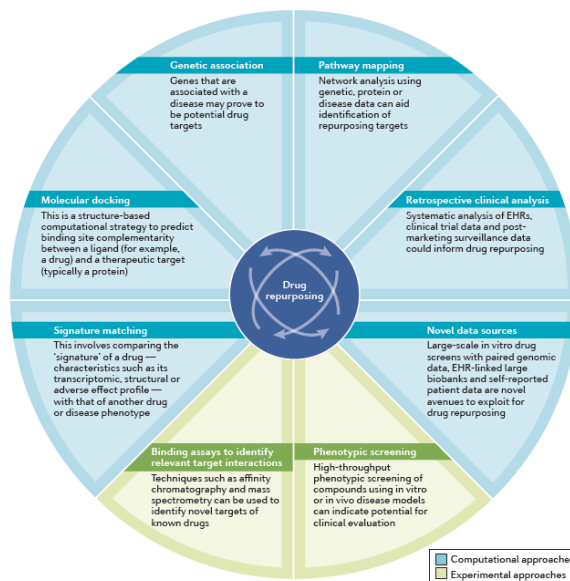 Genetic association
Genes that are
associated with a
disease may prove to
be potential drug
targets
Pathway mapping
Network analysis using
genetic, protein or
disease data can aid
identification of
repurposing targets
Molecular docking
This is a structure-based
computational strategy to predict
binding site complementarity
between a ligand (for example,
a drug) and a therapeutic target
(typically a protein)
Retrospective clinical analysis
Systematic analysis of EHRs,
clinical trial data and post-
marketing surveillance data
could inform drug repurposing
Drug
repurposing
Signature matching
This involves comparing the
‘signature’ of a drug —
characteristics such as its
transcriptomic, structural or
adverse effect profile —
with that of another drug
or disease phenotype
Novel data sources
Large-scale in vitro drug
screens with paired genomic
data, EHR-linked large
biobanks and self-reported
patient data are novel
avenues to exploit for
drug repurposing
Binding assays to identify
relevant target interactions
Techniques such as affinity
chromatography and mass
spectrometry can be used to
identify novel targets of
known drugs
Phenotypic screening
High-throughput
phenotypic screening of
compounds using in vitro
or in vivo disease models
can indicate potential for
clinical evaluation
Computational approache
Experimental approaches